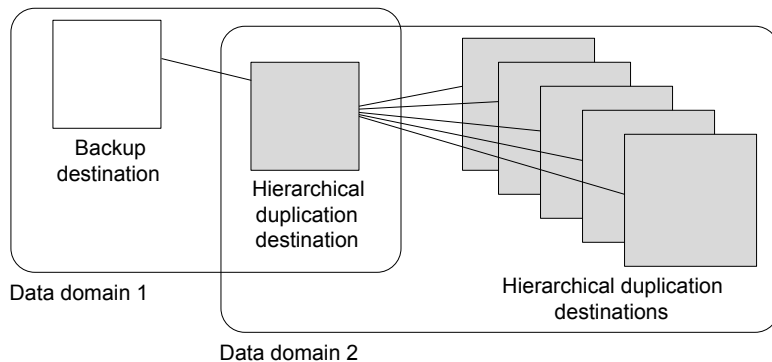 Backup
destination
Hierarchical
duplication
destination
Hierarchical duplication
destinations
Data domain 1
Data domain 2